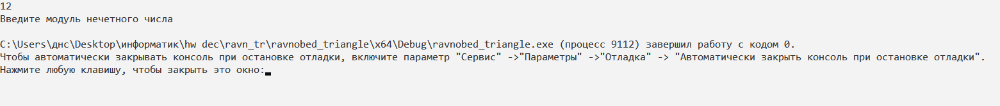 12
Введите модуль нечетного числа
C:\Users\днс\Desktop\информатик\hw dec\ravn_tr\ravnobed_triangle\x64\Debug\ravnobed_triangle.exe (процесс 9112) завершил работу с кодом 0.
Чтобы автоматически закрывать консоль при остановке отладки, включите параметр "Сервис" ->"Параметры" ->"Отладка" -> "Автоматически закрыть консоль при остановке отладки".
Нажмите любую клавишу, чтобы закрыть это окно: